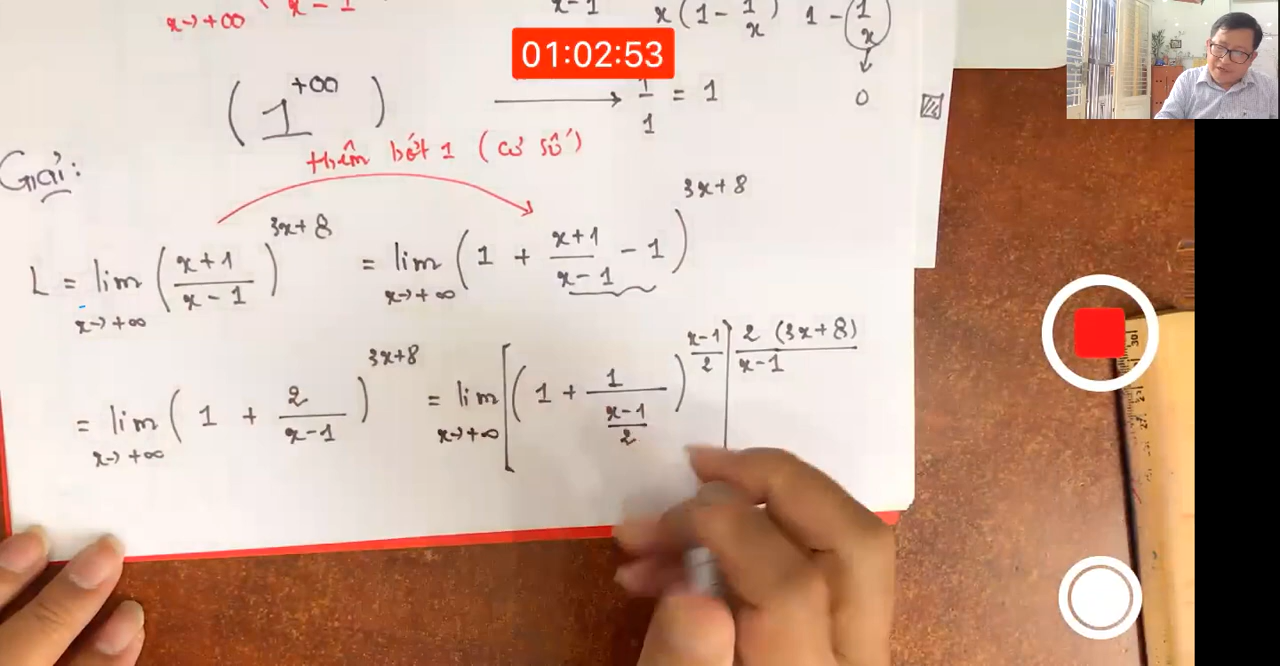 x→+∞ x-1 x-1 x(1-1/x) 1-(1/x)
01:02:53
(1^{+∞}) → 1/1 = 1 0
thêm bớt 1 (cơ số)
Giải:
L = lim_{x→+∞} ((x+1)/(x-1))^{3x+8} = lim_{x→+∞} (1 + (x+1)/(x-1) - 1)^{3x+8}
= lim_{x→+∞} (1 + 2/(x-1))^{3x+8} = lim_{x→+∞} [(1 + 1/((x-1)/2))^{(x-1)/2}]^{2(3x+8)/(x-1)}